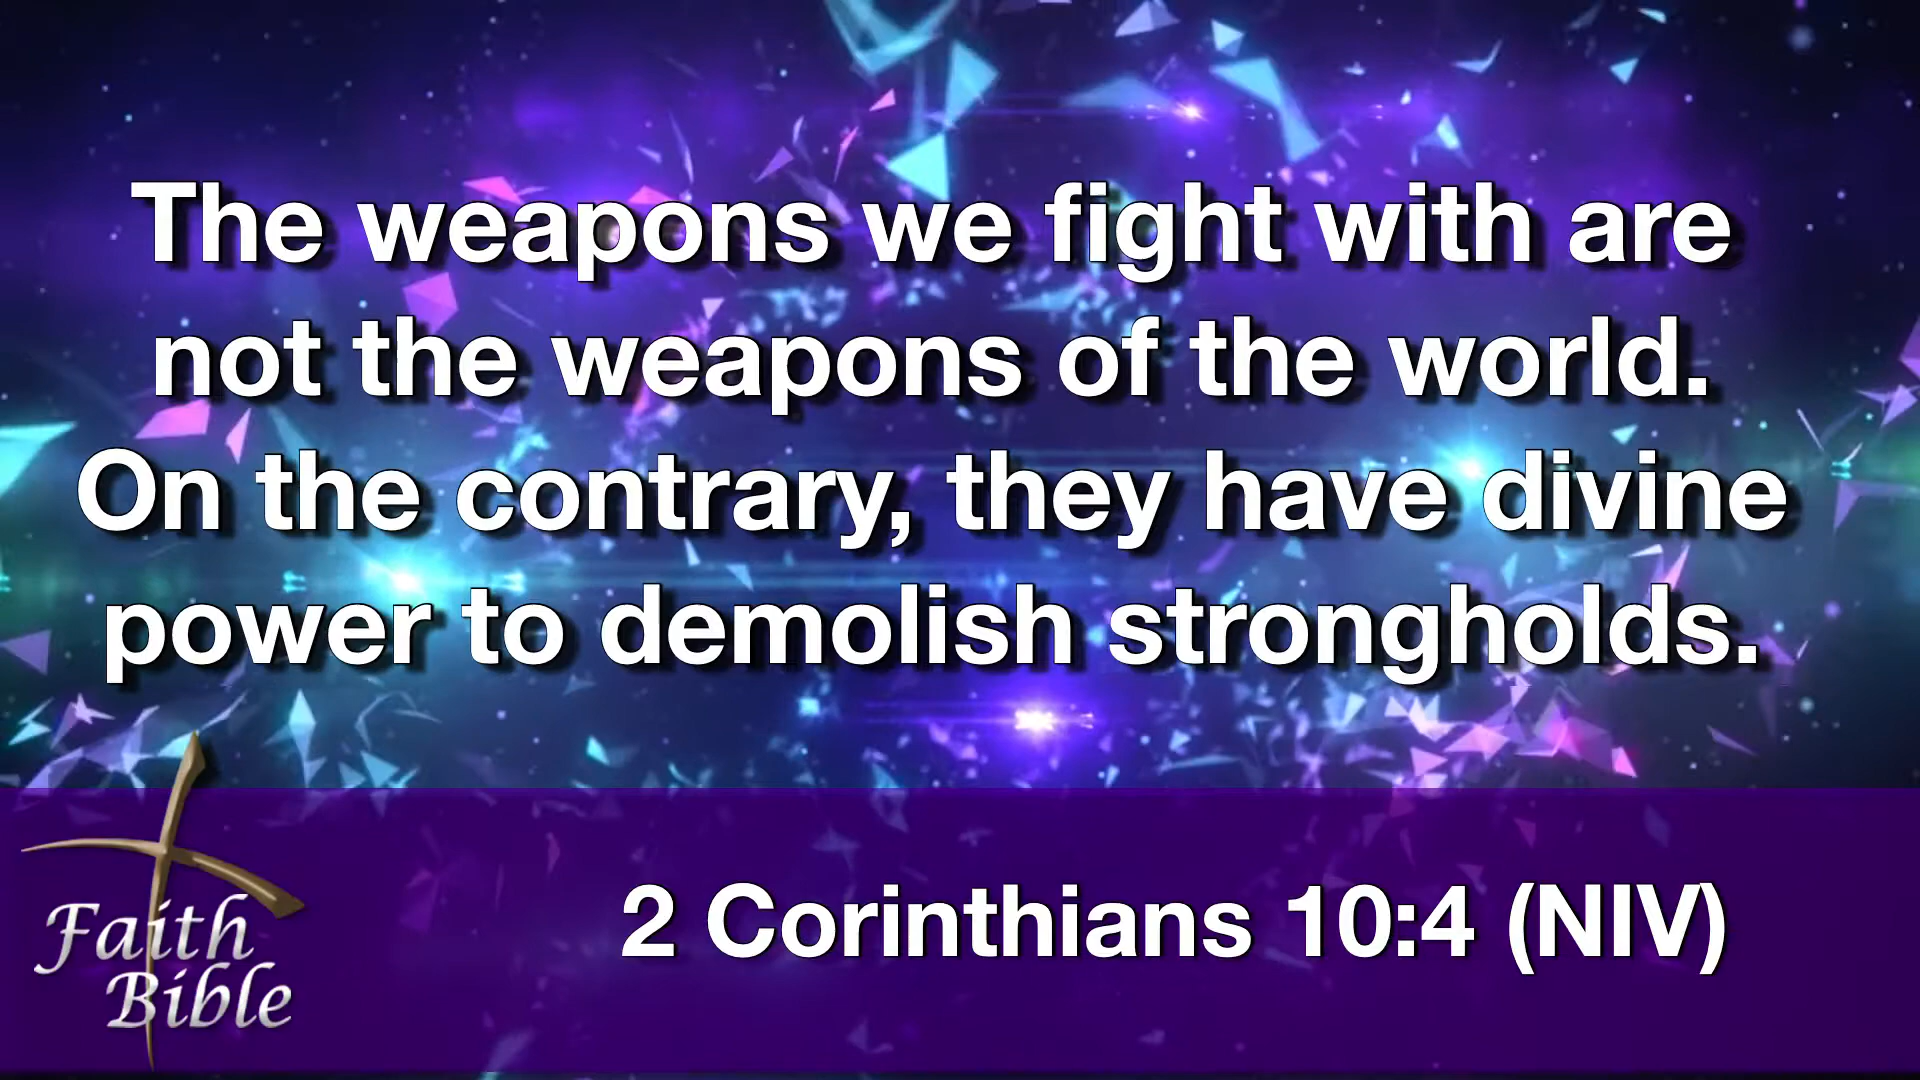 The weapons we fight with are
not the weapons of the world.
On the contrary, they have divine
power to demolish strongholds.
2 Corinthians 10:4 (NIV)
Faith
Bible